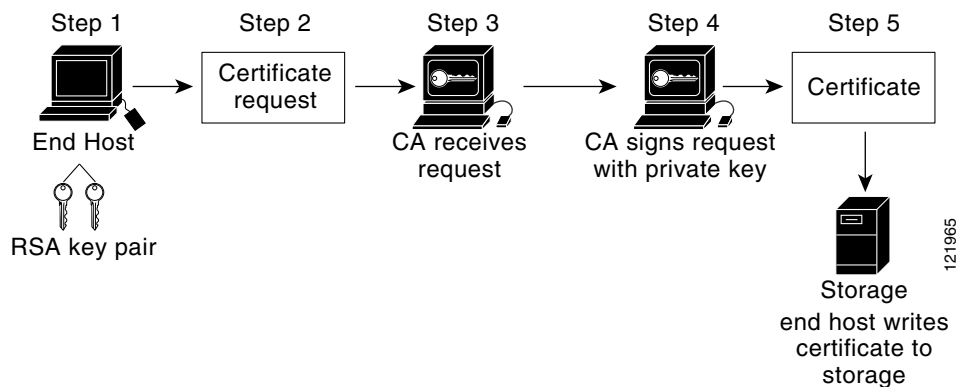 Step 1
Step 2
Step 3
Step 4
Step 5
Certificate
request
Certificate
End Host
CA receives
request
CA signs request
with private key
RSA key pair
Storage
end host writes
certificate to
storage
121965